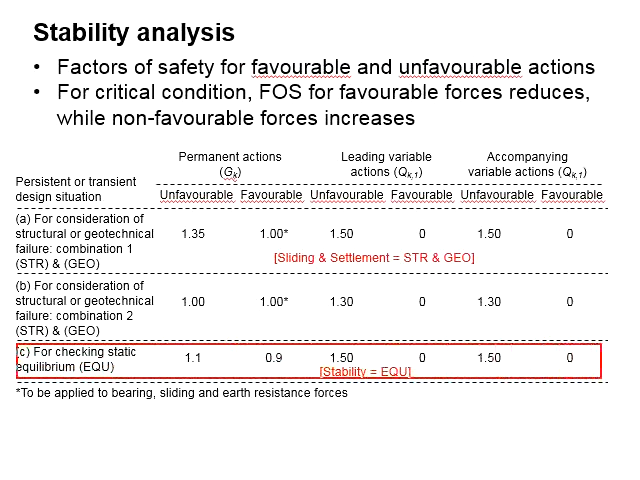 Stability analysis
• Factors of safety for favourable and unfavourable actions
• For critical condition, FOS for favourable forces reduces,
while non-favourable forces increases
Persistent or transient
design situation
Permanent actions
(Gk)
Leading variable
actions (Qk,1)
Accompanying
variable actions (Qk,1)
Unfavourable Favourable Unfavourable Favourable Unfavourable Favourable
(a) For consideration of
structural or geotechnical
failure: combination 1
(STR) & (GEO)
1.35 1.00* 1.50 0 1.50 0
[Sliding & Settlement = STR & GEO]
(b) For consideration of
structural or geotechnical
failure: combination 2
(STR) & (GEO)
1.00 1.00* 1.30 0 1.30 0
(c) For checking static
equilibrium (EQU)
1.1 0.9 1.50 0 1.50 0
[Stability = EQU]
*To be applied to bearing, sliding and earth resistance forces